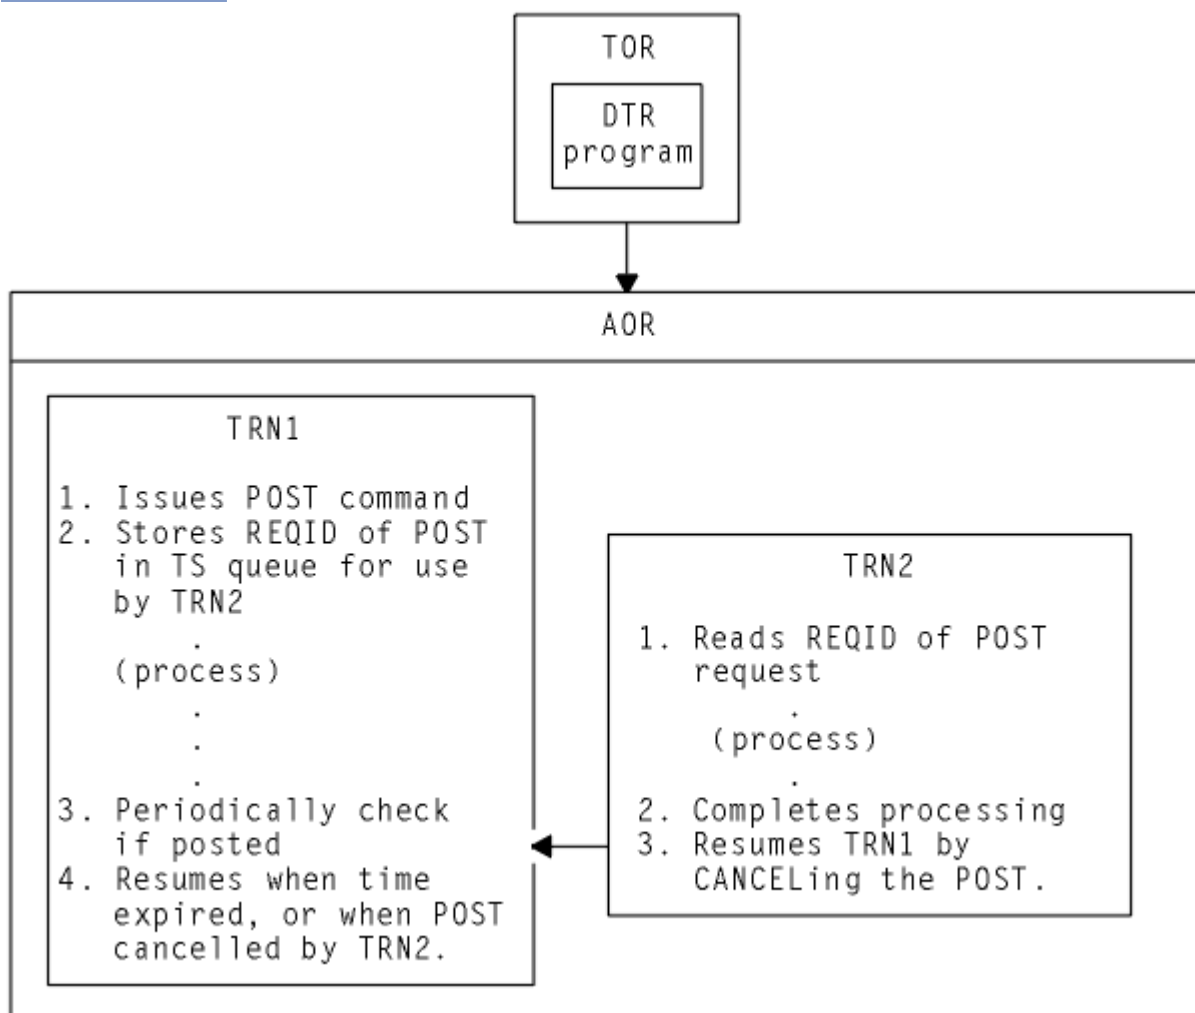 TOR
DTR
program
AOR
TRN1
1. Issues POST command
2. Stores REQID of POST
in TS queue for use
by TRN2
.
(process)
.
.
.
3. Periodically check
if posted
4. Resumes when time
expired, or when POST
cancelled by TRN2.
TRN2
1. Reads REQID of POST
request
.
(process)
.
2. Completes processing
3. Resumes TRN1 by
CANCELing the POST.